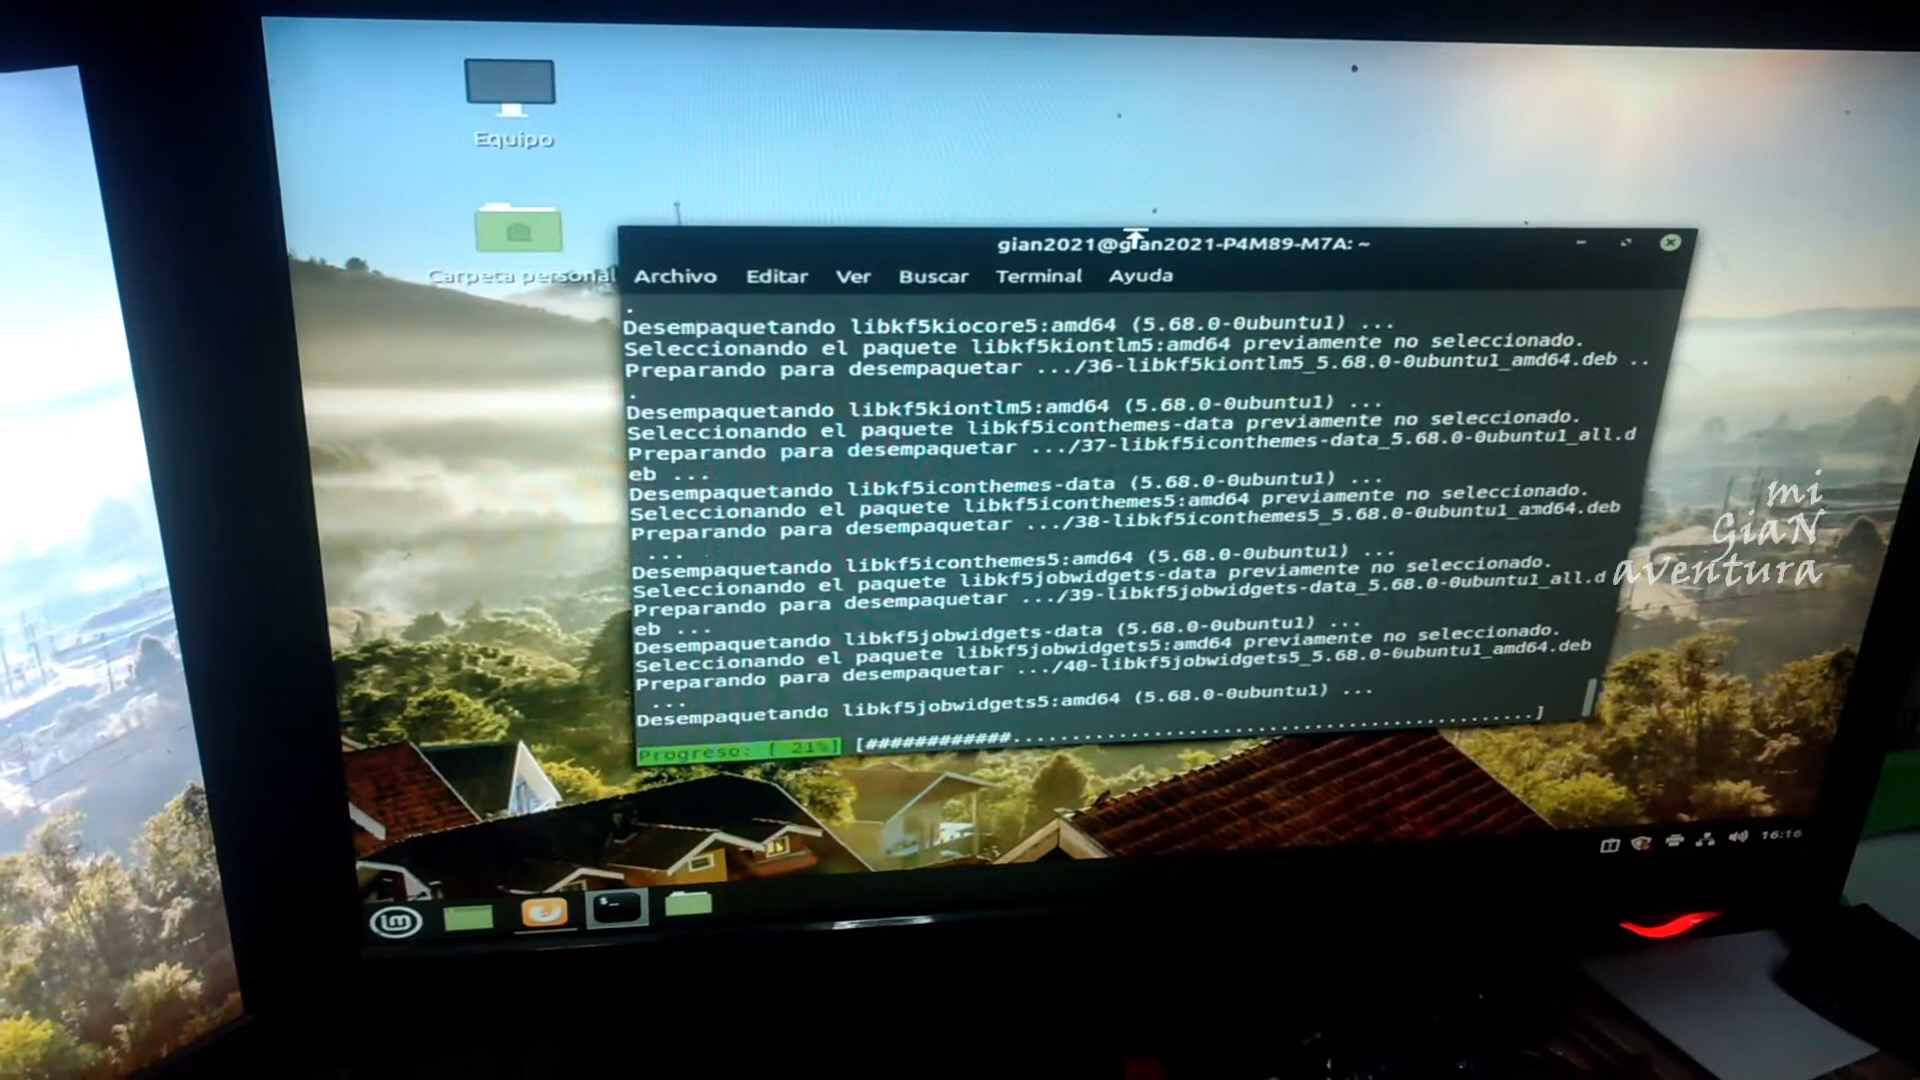 Equipo
Carpeta personal
gian2021@gian2021-P4M89-M7A: ~
Archivo Editar Ver Buscar Terminal Ayuda
.
Desempaquetando libkf5kiocore5:amd64 (5.68.0-0ubuntu1) ...
Seleccionando el paquete libkf5kiontlm5:amd64 previamente no seleccionado.
Preparando para desempaquetar .../36-libkf5kiontlm5_5.68.0-0ubuntu1_amd64.deb ..
.
Desempaquetando libkf5kiontlm5:amd64 (5.68.0-0ubuntu1) ...
Seleccionando el paquete libkf5iconthemes-data previamente no seleccionado.
Preparando para desempaquetar .../37-libkf5iconthemes-data_5.68.0-0ubuntu1_all.d
eb ...
Desempaquetando libkf5iconthemes-data (5.68.0-0ubuntu1) ...
Seleccionando el paquete libkf5iconthemes5:amd64 previamente no seleccionado.
Preparando para desempaquetar .../38-libkf5iconthemes5_5.68.0-0ubuntu1_amd64.deb
 ...
Desempaquetando libkf5iconthemes5:amd64 (5.68.0-0ubuntu1) ...
Seleccionando el paquete libkf5jobwidgets-data previamente no seleccionado.
Preparando para desempaquetar .../39-libkf5jobwidgets-data_5.68.0-0ubuntu1_all.d
eb ...
Desempaquetando libkf5jobwidgets-data (5.68.0-0ubuntu1) ...
Seleccionando el paquete libkf5jobwidgets5:amd64 previamente no seleccionado.
Preparando para desempaquetar .../40-libkf5jobwidgets5_5.68.0-0ubuntu1_amd64.deb
 ...
Desempaquetando libkf5jobwidgets5:amd64 (5.68.0-0ubuntu1) ...
Progreso: [ 21%] [############..........................................]
mi
GiaN
aventura
16:16